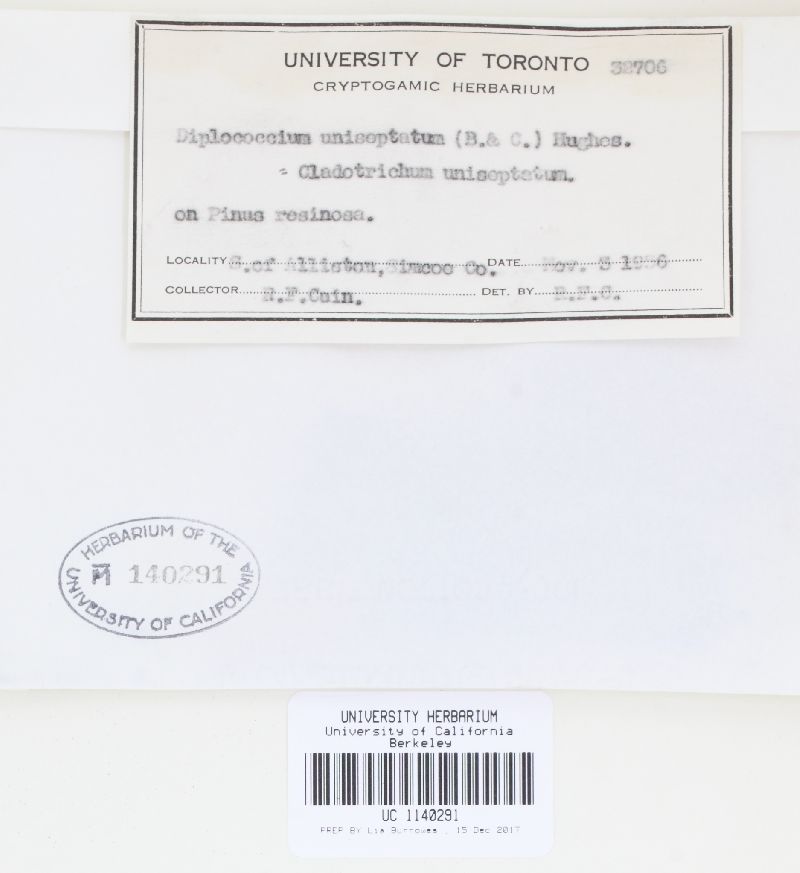 UNIVERSITY OF TORONTO 32706
CRYPTOGAMIC HERBARIUM
Diplococcium uniseptatum (B.& C.) Hughes.
= Cladotrichum uniseptatum.
on Pinus resinosa.
LOCALITY S.of Alliston, Simcoe Co. DATE Nov. 3 1956
COLLECTOR R.F.Cain. DET. BY R.F.C.
HERBARIUM OF THE
M 140291
UNIVERSITY OF CALIFORNIA
UNIVERSITY HERBARIUM
University of California
Berkeley
UC 1140291
PREP BY Lia Burrowes , 15 Dec 2017